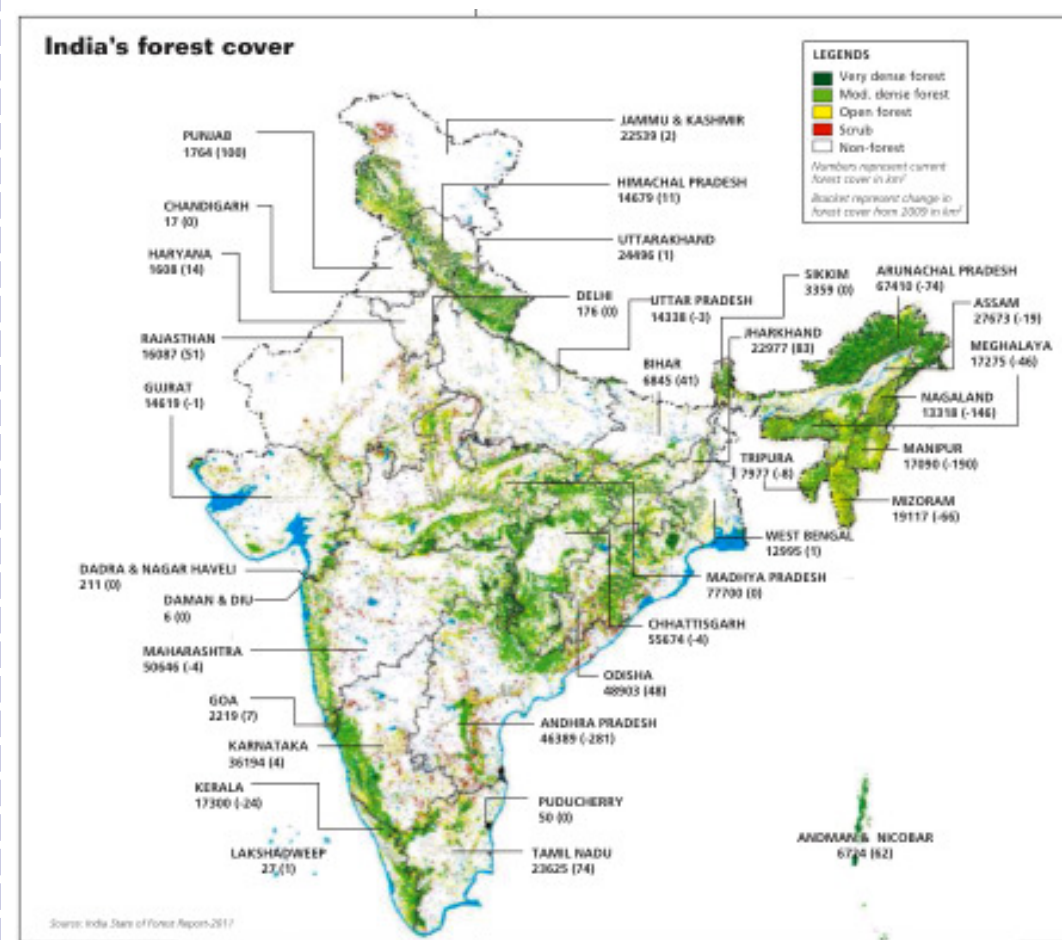 India's forest cover
LEGENDS
Very dense forest
Mod. dense forest
Open forest
Scrub
Non-forest
Numbers represent current
forest cover in km²
Bracket represent change in
forest cover from 2009 in km²
JAMMU & KASHMIR
22539 (2)
PUNJAB
1764 (100)
HIMACHAL PRADESH
14679 (11)
CHANDIGARH
17 (0)
UTTARAKHAND
24496 (1)
HARYANA
1608 (14)
SIKKIM
3359 (0)
ARUNACHAL PRADESH
67410 (-74)
DELHI
176 (0)
UTTAR PRADESH
14338 (-3)
ASSAM
27673 (-19)
RAJASTHAN
16087 (51)
JHARKHAND
22977 (83)
MEGHALAYA
17275 (-46)
BIHAR
6845 (41)
GUJRAT
14619 (-1)
NAGALAND
13318 (-146)
TRIPURA
7977 (-8)
MANIPUR
17090 (-190)
MIZORAM
19117 (-66)
WEST BENGAL
12995 (1)
DADRA & NAGAR HAVELI
211 (0)
MADHYA PRADESH
77700 (0)
DAMAN & DIU
6 (0)
CHHATTISGARH
55674 (-4)
MAHARASHTRA
50646 (-4)
ODISHA
48903 (48)
GOA
2219 (7)
ANDHRA PRADESH
46389 (-281)
KARNATAKA
36194 (4)
KERALA
17300 (-24)
PUDUCHERRY
50 (0)
ANDMAN & NICOBAR
6724 (62)
LAKSHADWEEP
27 (1)
TAMIL NADU
23625 (74)
Source: India State of Forest Report-2011